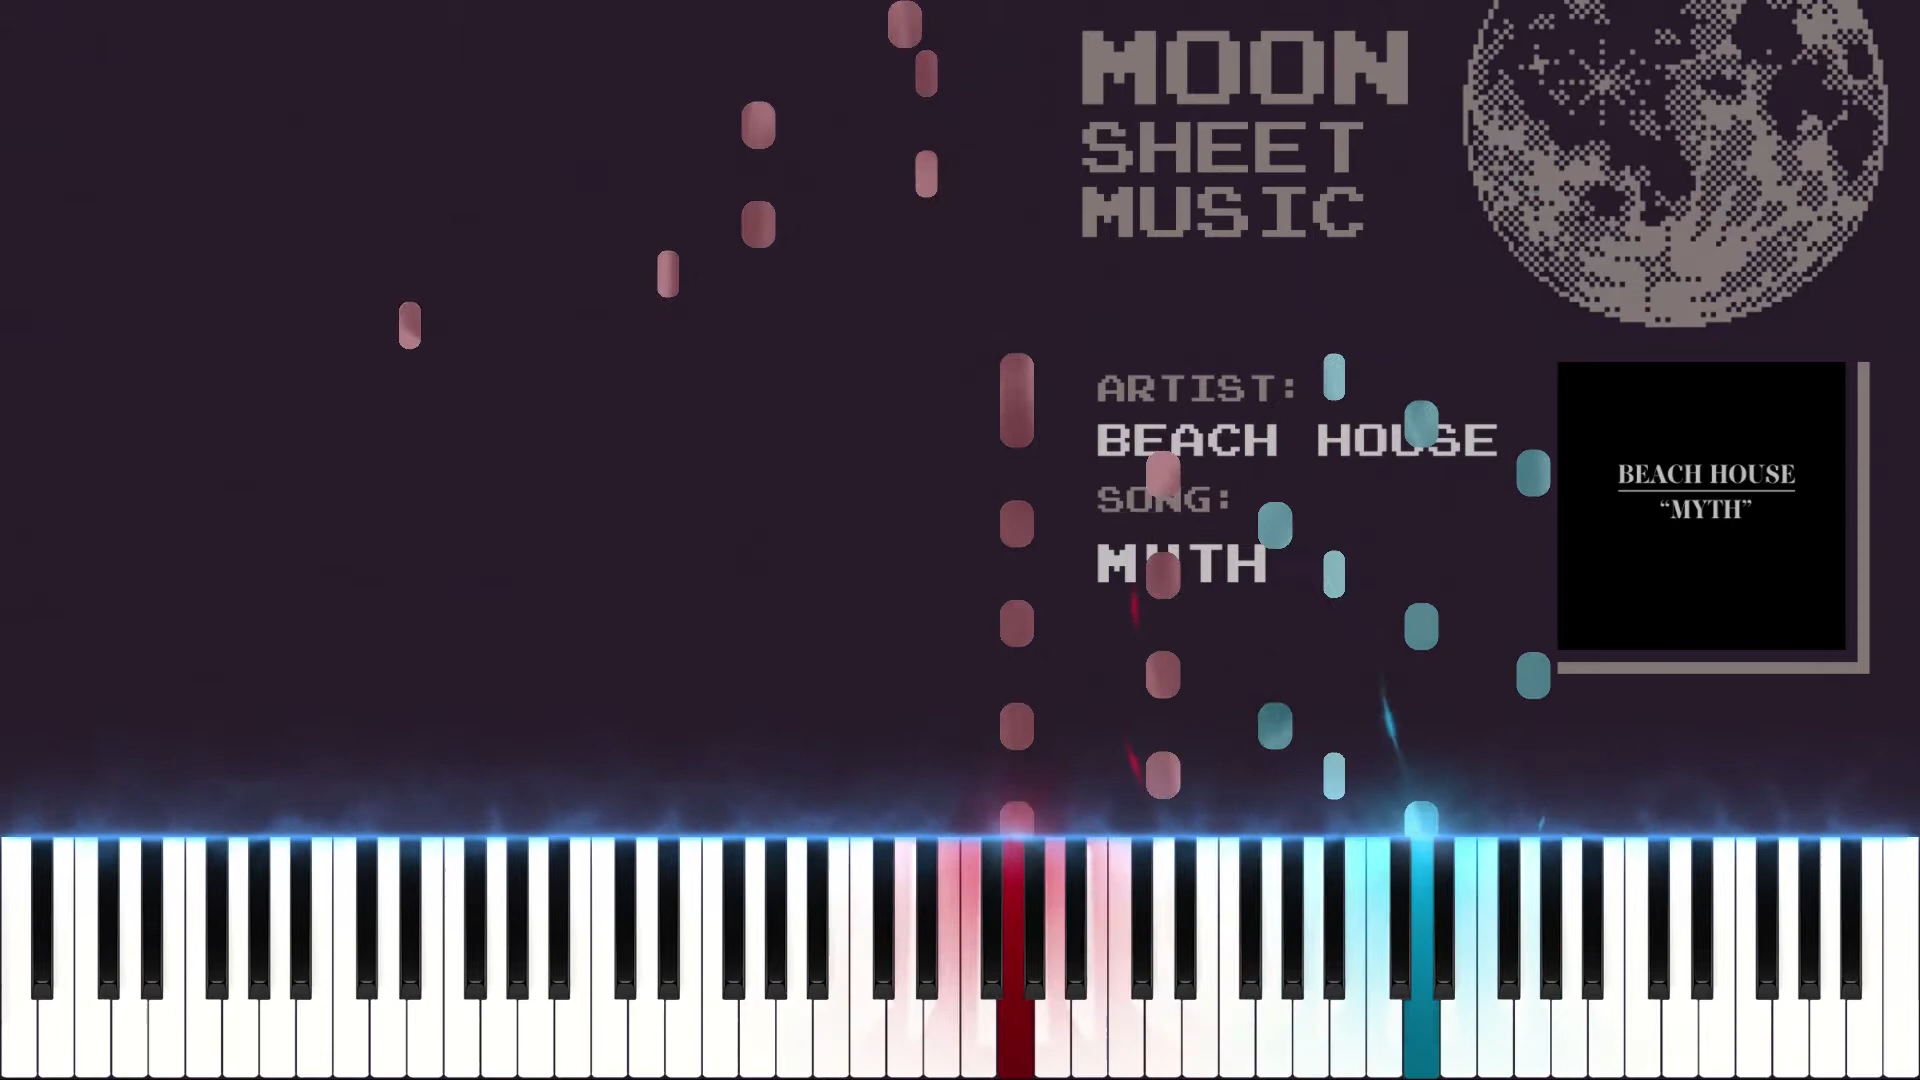 MOON
SHEET
MUSIC
ARTIST:
BEACH HOUSE
SONG:
MYTH
BEACH HOUSE
“MYTH”